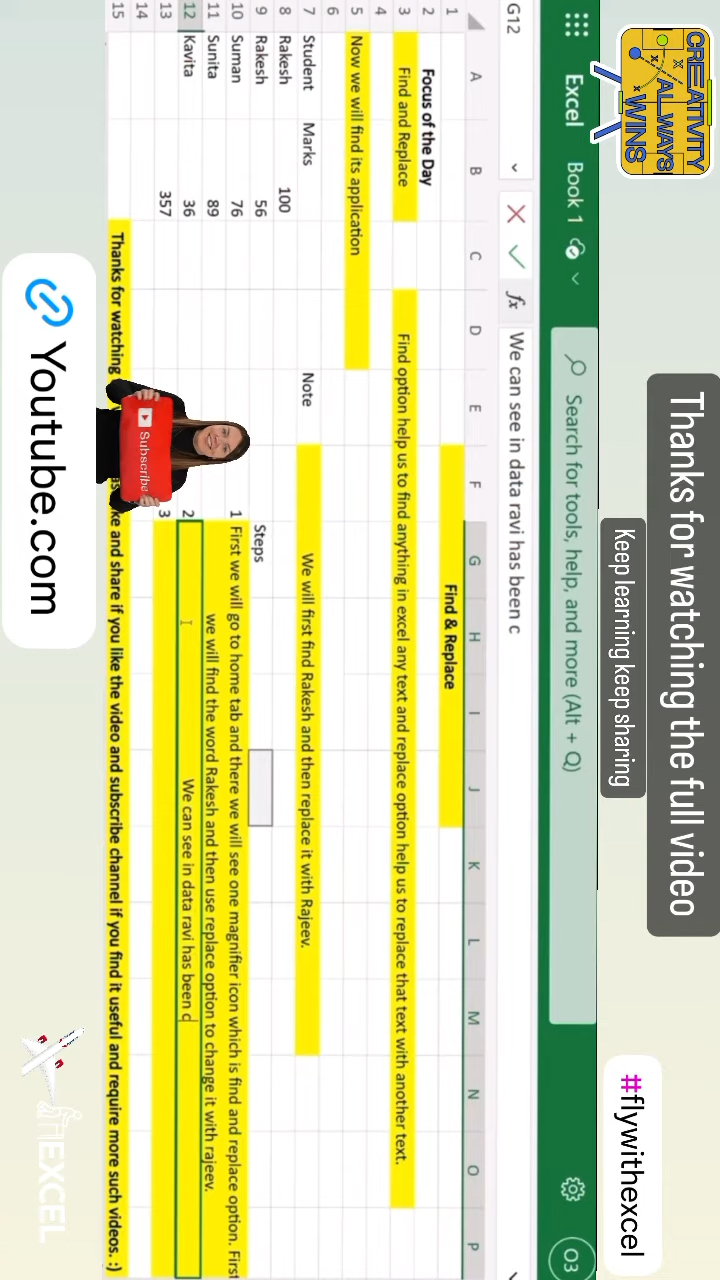 CREATIVITY
ALWAYS
WINS
Thanks for watching the full video
Keep learning keep sharing
#flywithexcel
Excel Book 1
Search for tools, help, and more (Alt + Q)
03
G12
fx We can see in data ravi has been c
A B C D E F G H I J K L M N O P
1 Find & Replace
2 Focus of the Day
3 Find and Replace Find option help us to find anything in excel any text and replace option help us to replace that text with another text.
4
5 Now we will find its application
6
7 Student Marks Note We will first find Rakesh and then replace it with Rajeev.
8 Rakesh 100
9 Rakesh 56 Steps
10 Suman 76 1 First we will go to home tab and there we will see one magnifier icon which is find and replace option. First
11 Sunita 89 we will find the word Rakesh and then use replace option to change it with rajeev.
12 Kavita 36 2 We can see in data ravi has been c
13 357 3
14
15 Thanks for watching ke and share if you like the video and subscribe channel if you find it useful and require more such videos. :)
Subscribe
Youtube.com
EXCEL